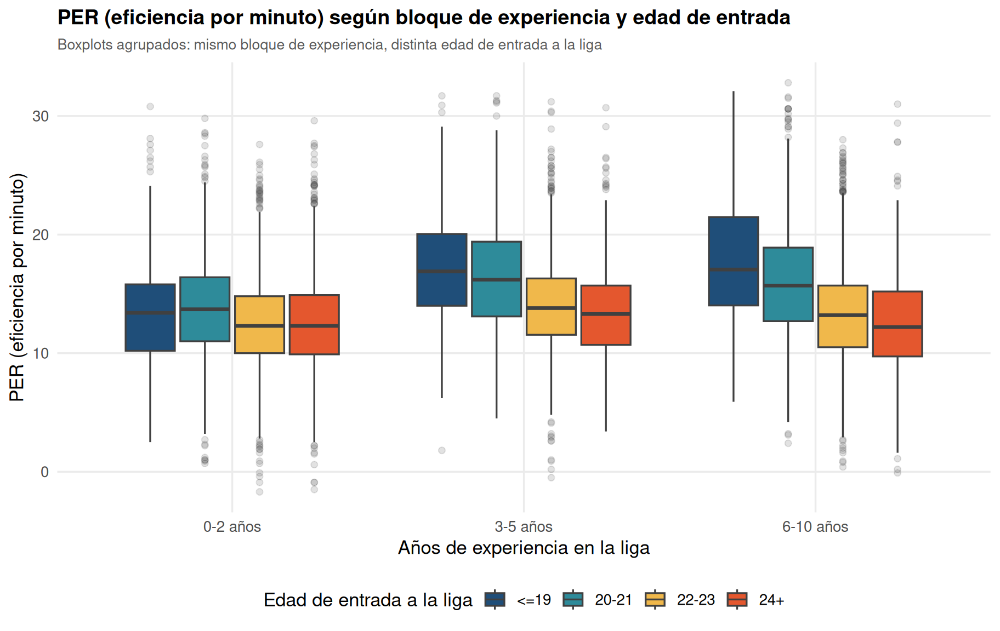 PER (eficiencia por minuto) según bloque de experiencia y edad de entrada
Boxplots agrupados: mismo bloque de experiencia, distinta edad de entrada a la liga
PER (eficiencia por minuto)
30
20
10
0
0-2 años
3-5 años
6-10 años
Años de experiencia en la liga
Edad de entrada a la liga <=19 20-21 22-23 24+